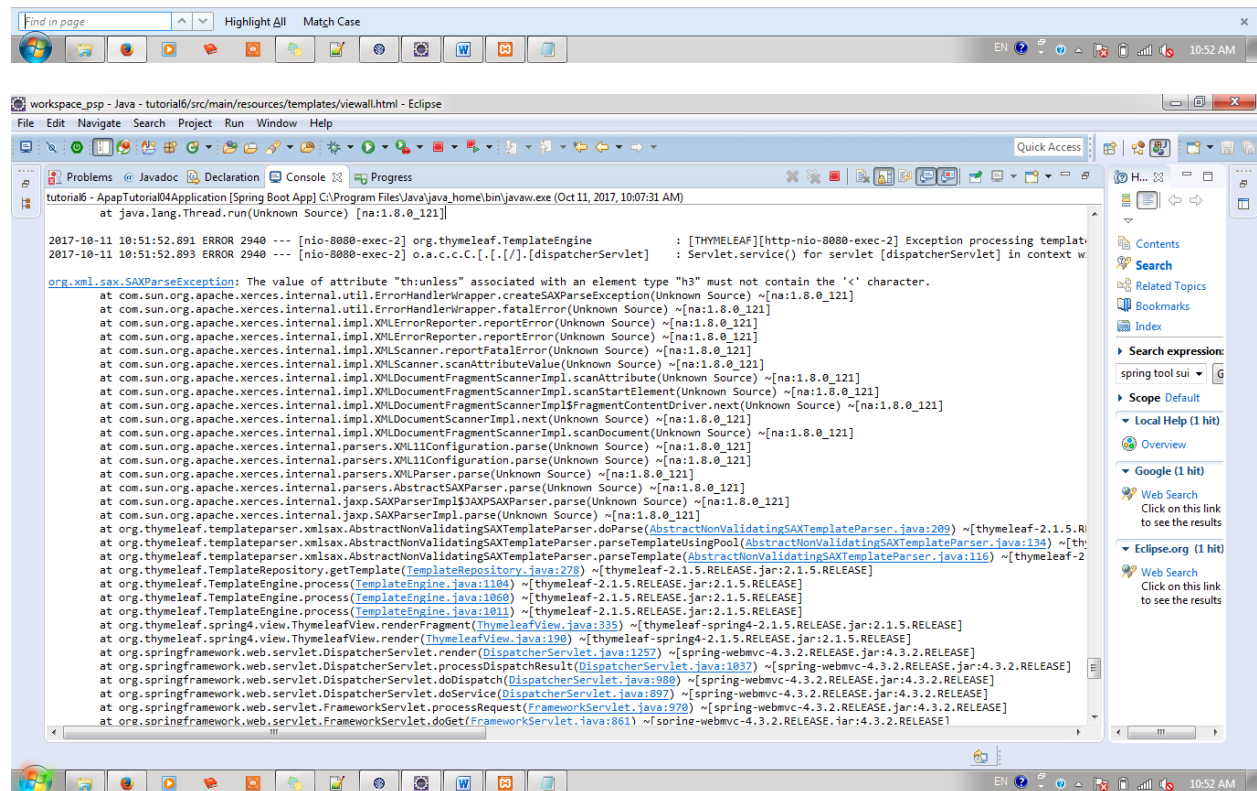 Find in page Highlight All Match Case
EN 10:52 AM
workspace_psp - Java - tutorial6/src/main/resources/templates/viewall.html - Eclipse
File Edit Navigate Search Project Run Window Help
Quick Access
Problems @ Javadoc Declaration Console Progress H...
tutorial6 - ApapTutorial04Application [Spring Boot App] C:\Program Files\Java\java_home\bin\javaw.exe (Oct 11, 2017, 10:07:31 AM)
at java.lang.Thread.run(Unknown Source) [na:1.8.0_121]
2017-10-11 10:51:52.891 ERROR 2940 --- [nio-8080-exec-2] org.thymeleaf.TemplateEngine : [THYMELEAF][http-nio-8080-exec-2] Exception processing templat
2017-10-11 10:51:52.893 ERROR 2940 --- [nio-8080-exec-2] o.a.c.c.C.[.[.[/].[dispatcherServlet] : Servlet.service() for servlet [dispatcherServlet] in context w
org.xml.sax.SAXParseException: The value of attribute "th:unless" associated with an element type "h3" must not contain the '<' character.
at com.sun.org.apache.xerces.internal.util.ErrorHandlerWrapper.createSAXParseException(Unknown Source) ~[na:1.8.0_121]
at com.sun.org.apache.xerces.internal.util.ErrorHandlerWrapper.fatalError(Unknown Source) ~[na:1.8.0_121]
at com.sun.org.apache.xerces.internal.impl.XMLErrorReporter.reportError(Unknown Source) ~[na:1.8.0_121]
at com.sun.org.apache.xerces.internal.impl.XMLErrorReporter.reportError(Unknown Source) ~[na:1.8.0_121]
at com.sun.org.apache.xerces.internal.impl.XMLScanner.reportFatalError(Unknown Source) ~[na:1.8.0_121]
at com.sun.org.apache.xerces.internal.impl.XMLScanner.scanAttributeValue(Unknown Source) ~[na:1.8.0_121]
at com.sun.org.apache.xerces.internal.impl.XMLDocumentFragmentScannerImpl.scanAttribute(Unknown Source) ~[na:1.8.0_121]
at com.sun.org.apache.xerces.internal.impl.XMLDocumentFragmentScannerImpl.scanStartElement(Unknown Source) ~[na:1.8.0_121]
at com.sun.org.apache.xerces.internal.impl.XMLDocumentFragmentScannerImpl$FragmentContentDriver.next(Unknown Source) ~[na:1.8.0_121]
at com.sun.org.apache.xerces.internal.impl.XMLDocumentScannerImpl.next(Unknown Source) ~[na:1.8.0_121]
at com.sun.org.apache.xerces.internal.impl.XMLDocumentFragmentScannerImpl.scanDocument(Unknown Source) ~[na:1.8.0_121]
at com.sun.org.apache.xerces.internal.parsers.XML11Configuration.parse(Unknown Source) ~[na:1.8.0_121]
at com.sun.org.apache.xerces.internal.parsers.XML11Configuration.parse(Unknown Source) ~[na:1.8.0_121]
at com.sun.org.apache.xerces.internal.parsers.XMLParser.parse(Unknown Source) ~[na:1.8.0_121]
at com.sun.org.apache.xerces.internal.parsers.AbstractSAXParser.parse(Unknown Source) ~[na:1.8.0_121]
at com.sun.org.apache.xerces.internal.jaxp.SAXParserImpl$JAXPSAXParser.parse(Unknown Source) ~[na:1.8.0_121]
at com.sun.org.apache.xerces.internal.jaxp.SAXParserImpl.parse(Unknown Source) ~[na:1.8.0_121]
at org.thymeleaf.templateparser.xmlsax.AbstractNonValidatingSAXTemplateParser.doParse(AbstractNonValidatingSAXTemplateParser.java:209) ~[thymeleaf-2.1.5.RE
at org.thymeleaf.templateparser.xmlsax.AbstractNonValidatingSAXTemplateParser.parseTemplateUsingPool(AbstractNonValidatingSAXTemplateParser.java:134) ~[thy
at org.thymeleaf.templateparser.xmlsax.AbstractNonValidatingSAXTemplateParser.parseTemplate(AbstractNonValidatingSAXTemplateParser.java:116) ~[thymeleaf-2
at org.thymeleaf.TemplateRepository.getTemplate(TemplateRepository.java:278) ~[thymeleaf-2.1.5.RELEASE.jar:2.1.5.RELEASE]
at org.thymeleaf.TemplateEngine.process(TemplateEngine.java:1104) ~[thymeleaf-2.1.5.RELEASE.jar:2.1.5.RELEASE]
at org.thymeleaf.TemplateEngine.process(TemplateEngine.java:1060) ~[thymeleaf-2.1.5.RELEASE.jar:2.1.5.RELEASE]
at org.thymeleaf.TemplateEngine.process(TemplateEngine.java:1011) ~[thymeleaf-2.1.5.RELEASE.jar:2.1.5.RELEASE]
at org.thymeleaf.spring4.view.ThymeleafView.renderFragment(ThymeleafView.java:335) ~[thymeleaf-spring4-2.1.5.RELEASE.jar:2.1.5.RELEASE]
at org.thymeleaf.spring4.view.ThymeleafView.render(ThymeleafView.java:190) ~[thymeleaf-spring4-2.1.5.RELEASE.jar:2.1.5.RELEASE]
at org.springframework.web.servlet.DispatcherServlet.render(DispatcherServlet.java:1257) ~[spring-webmvc-4.3.2.RELEASE.jar:4.3.2.RELEASE]
at org.springframework.web.servlet.DispatcherServlet.processDispatchResult(DispatcherServlet.java:1037) ~[spring-webmvc-4.3.2.RELEASE.jar:4.3.2.RELEASE]
at org.springframework.web.servlet.DispatcherServlet.doDispatch(DispatcherServlet.java:980) ~[spring-webmvc-4.3.2.RELEASE.jar:4.3.2.RELEASE]
at org.springframework.web.servlet.DispatcherServlet.doService(DispatcherServlet.java:897) ~[spring-webmvc-4.3.2.RELEASE.jar:4.3.2.RELEASE]
at org.springframework.web.servlet.FrameworkServlet.processRequest(FrameworkServlet.java:970) ~[spring-webmvc-4.3.2.RELEASE.jar:4.3.2.RELEASE]
at org.springframework.web.servlet.FrameworkServlet.doGet(FrameworkServlet.java:861) ~[spring-webmvc-4.3.2.RELEASE.jar:4.3.2.RELEASE]
Contents
Search
Related Topics
Bookmarks
Index
Search expression:
spring tool sui G
Scope Default
Local Help (1 hit)
Overview
Google (1 hit)
Web Search
Click on this link
to see the results
Eclipse.org (1 hit)
Web Search
Click on this link
to see the results
EN 10:52 AM